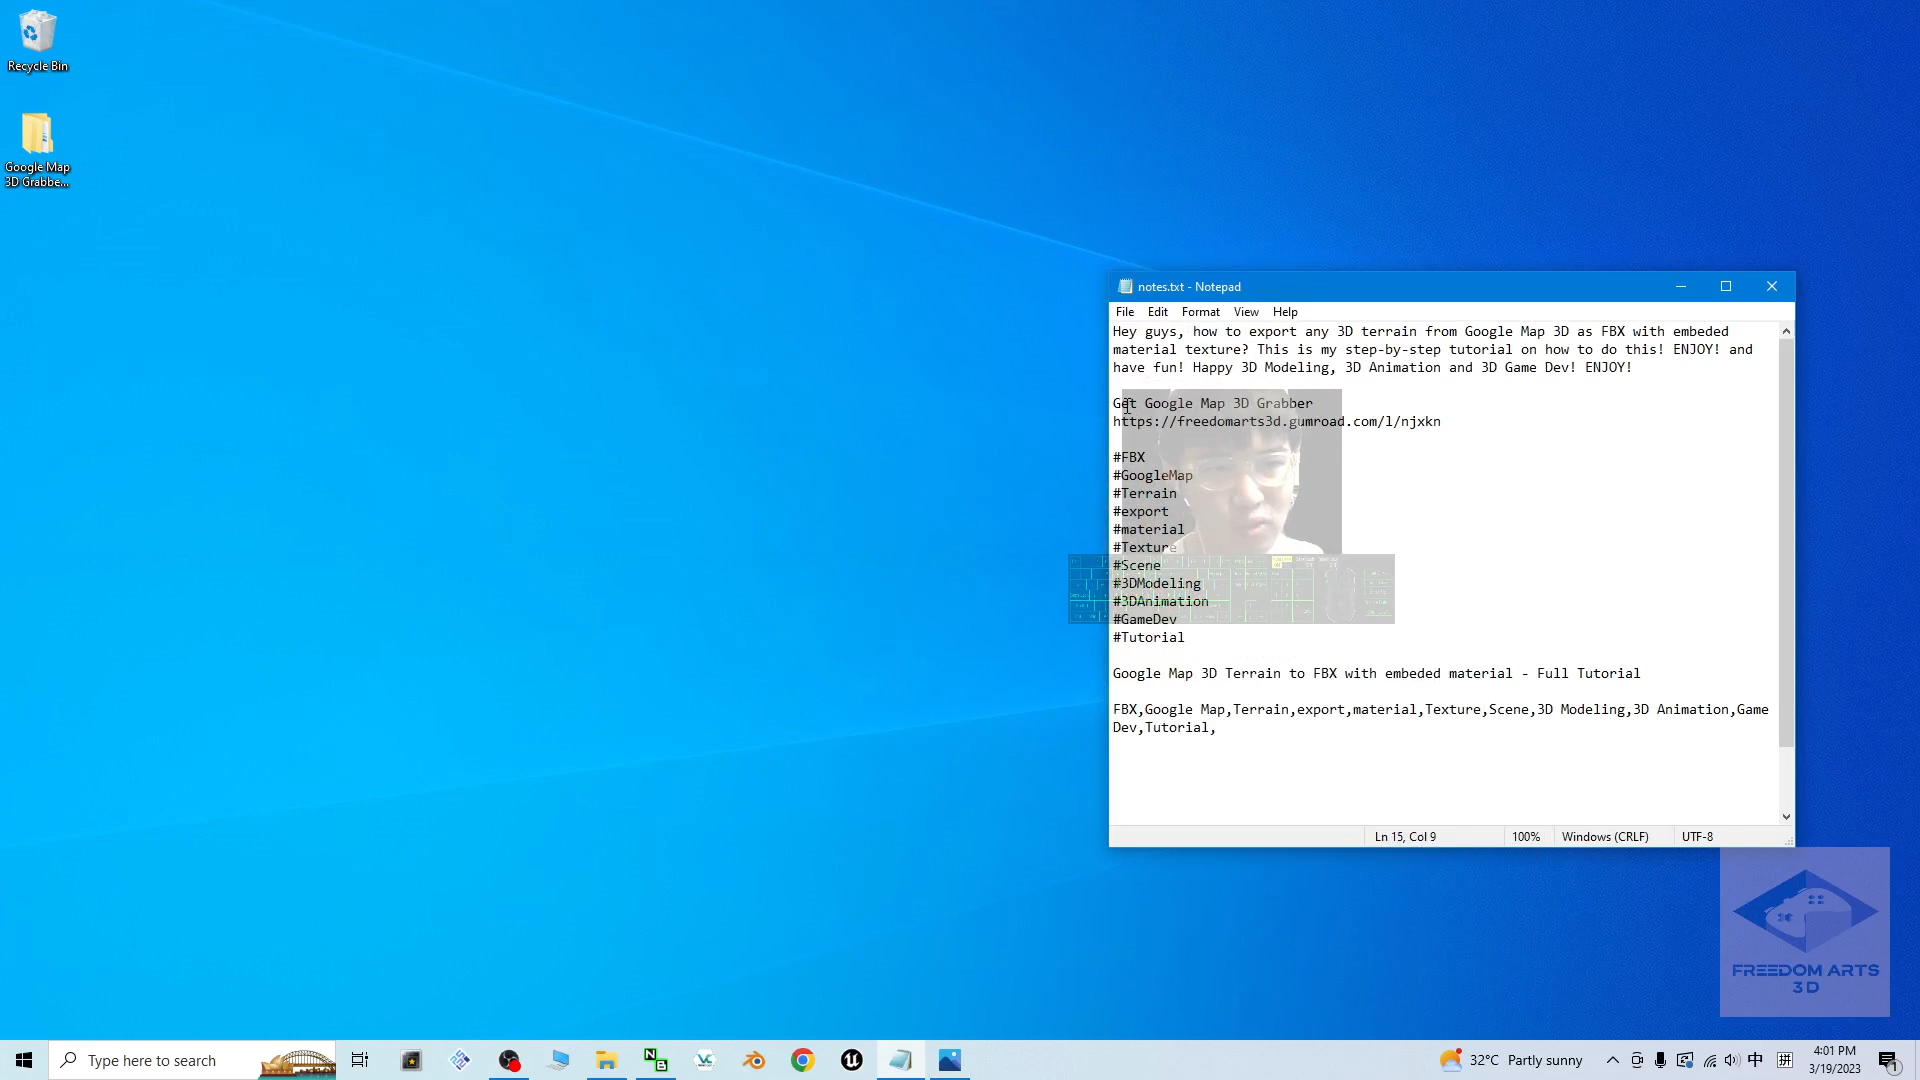 Recycle Bin
Google Map
3D Grabbe...
notes.txt - Notepad
File Edit Format View Help
Hey guys, how to export any 3D terrain from Google Map 3D as FBX with embeded
material texture? This is my step-by-step tutorial on how to do this! ENJOY! and
have fun! Happy 3D Modeling, 3D Animation and 3D Game Dev! ENJOY!
Get Google Map 3D Grabber
https://freedomarts3d.gumroad.com/l/njxkn
#FBX
#GoogleMap
#Terrain
#export
#material
#Texture
#Scene
#3DModeling
#3DAnimation
#GameDev
#Tutorial
Google Map 3D Terrain to FBX with embeded material - Full Tutorial
FBX,Google Map,Terrain,export,material,Texture,Scene,3D Modeling,3D Animation,Game
Dev,Tutorial,
Ln 15, Col 9 100% Windows (CRLF) UTF-8
FREEDOM ARTS
3D
Type here to search
32°C Partly sunny
中
拼
4:01 PM
3/19/2023
1